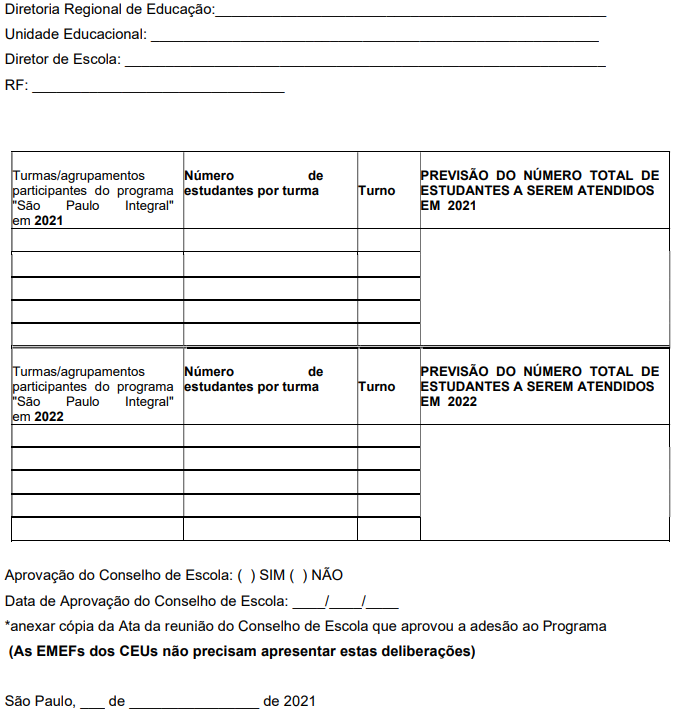 Diretoria Regional de Educação:_______________________________________________
Unidade Educacional: ________________________________________________________
Diretor de Escola: ____________________________________________________________
RF: _______________________________
Turmas/agrupamentos participantes do programa "São Paulo Integral" em 2021
Número de estudantes por turma
Turno
PREVISÃO DO NÚMERO TOTAL DE ESTUDANTES A SEREM ATENDIDOS EM 2021
Turmas/agrupamentos participantes do programa "São Paulo Integral" em 2022
Número de estudantes por turma
Turno
PREVISÃO DO NÚMERO TOTAL DE ESTUDANTES A SEREM ATENDIDOS EM 2022
Aprovação do Conselho de Escola: ( ) SIM ( ) NÃO
Data de Aprovação do Conselho de Escola: ____/____/____
*anexar cópia da Ata da reunião do Conselho de Escola que aprovou a adesão ao Programa
(As EMEFs dos CEUs não precisam apresentar estas deliberações)
São Paulo, ___ de ________________ de 2021